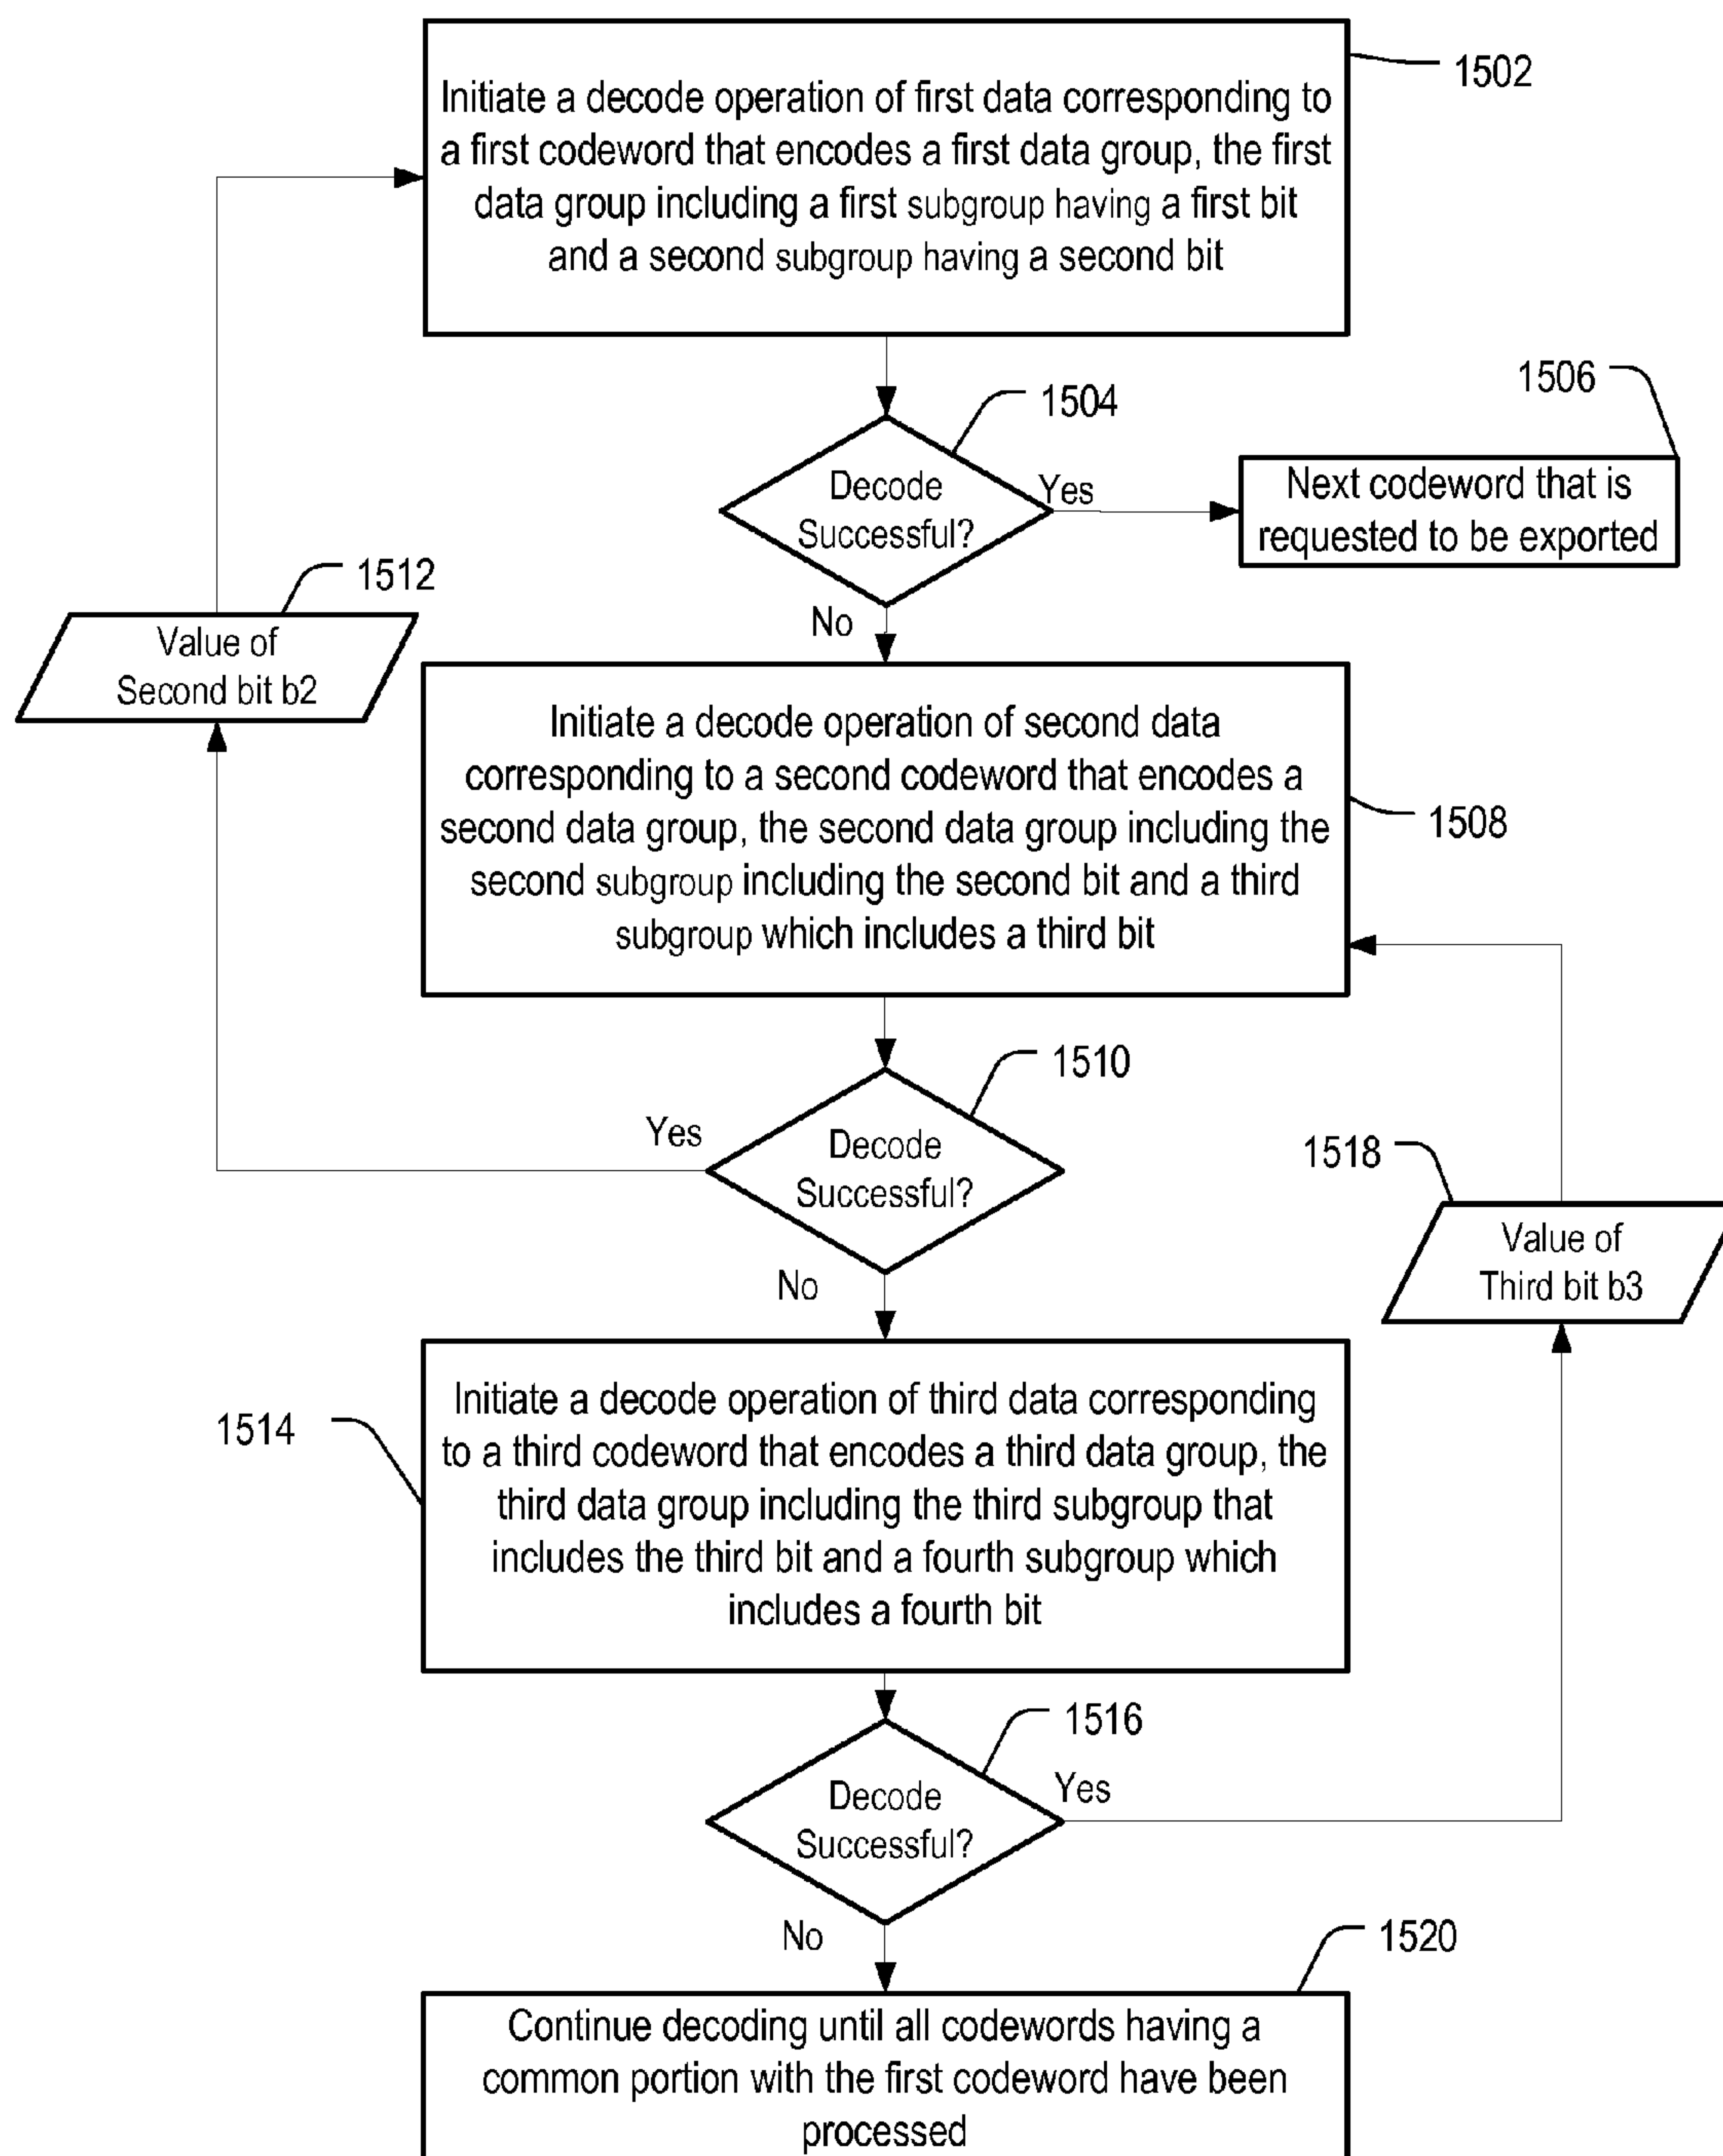 Initiate a decode operation of first data corresponding to
a first codeword that encodes a first data group, the first
data group including a first subgroup having a first bit
and a second subgroup having a second bit
1502
1504
Decode
Successful?
Yes
No
1506
Next codeword that is
requested to be exported
1512
Value of
Second bit b2
Initiate a decode operation of second data
corresponding to a second codeword that encodes a
second data group, the second data group including the
second subgroup including the second bit and a third
subgroup which includes a third bit
1508
1510
Decode
Successful?
Yes
No
1518
Value of
Third bit b3
1514
Initiate a decode operation of third data corresponding
to a third codeword that encodes a third data group, the
third data group including the third subgroup that
includes the third bit and a fourth subgroup which
includes a fourth bit
1516
Decode
Successful?
Yes
No
1520
Continue decoding until all codewords having a
common portion with the first codeword have been
processed